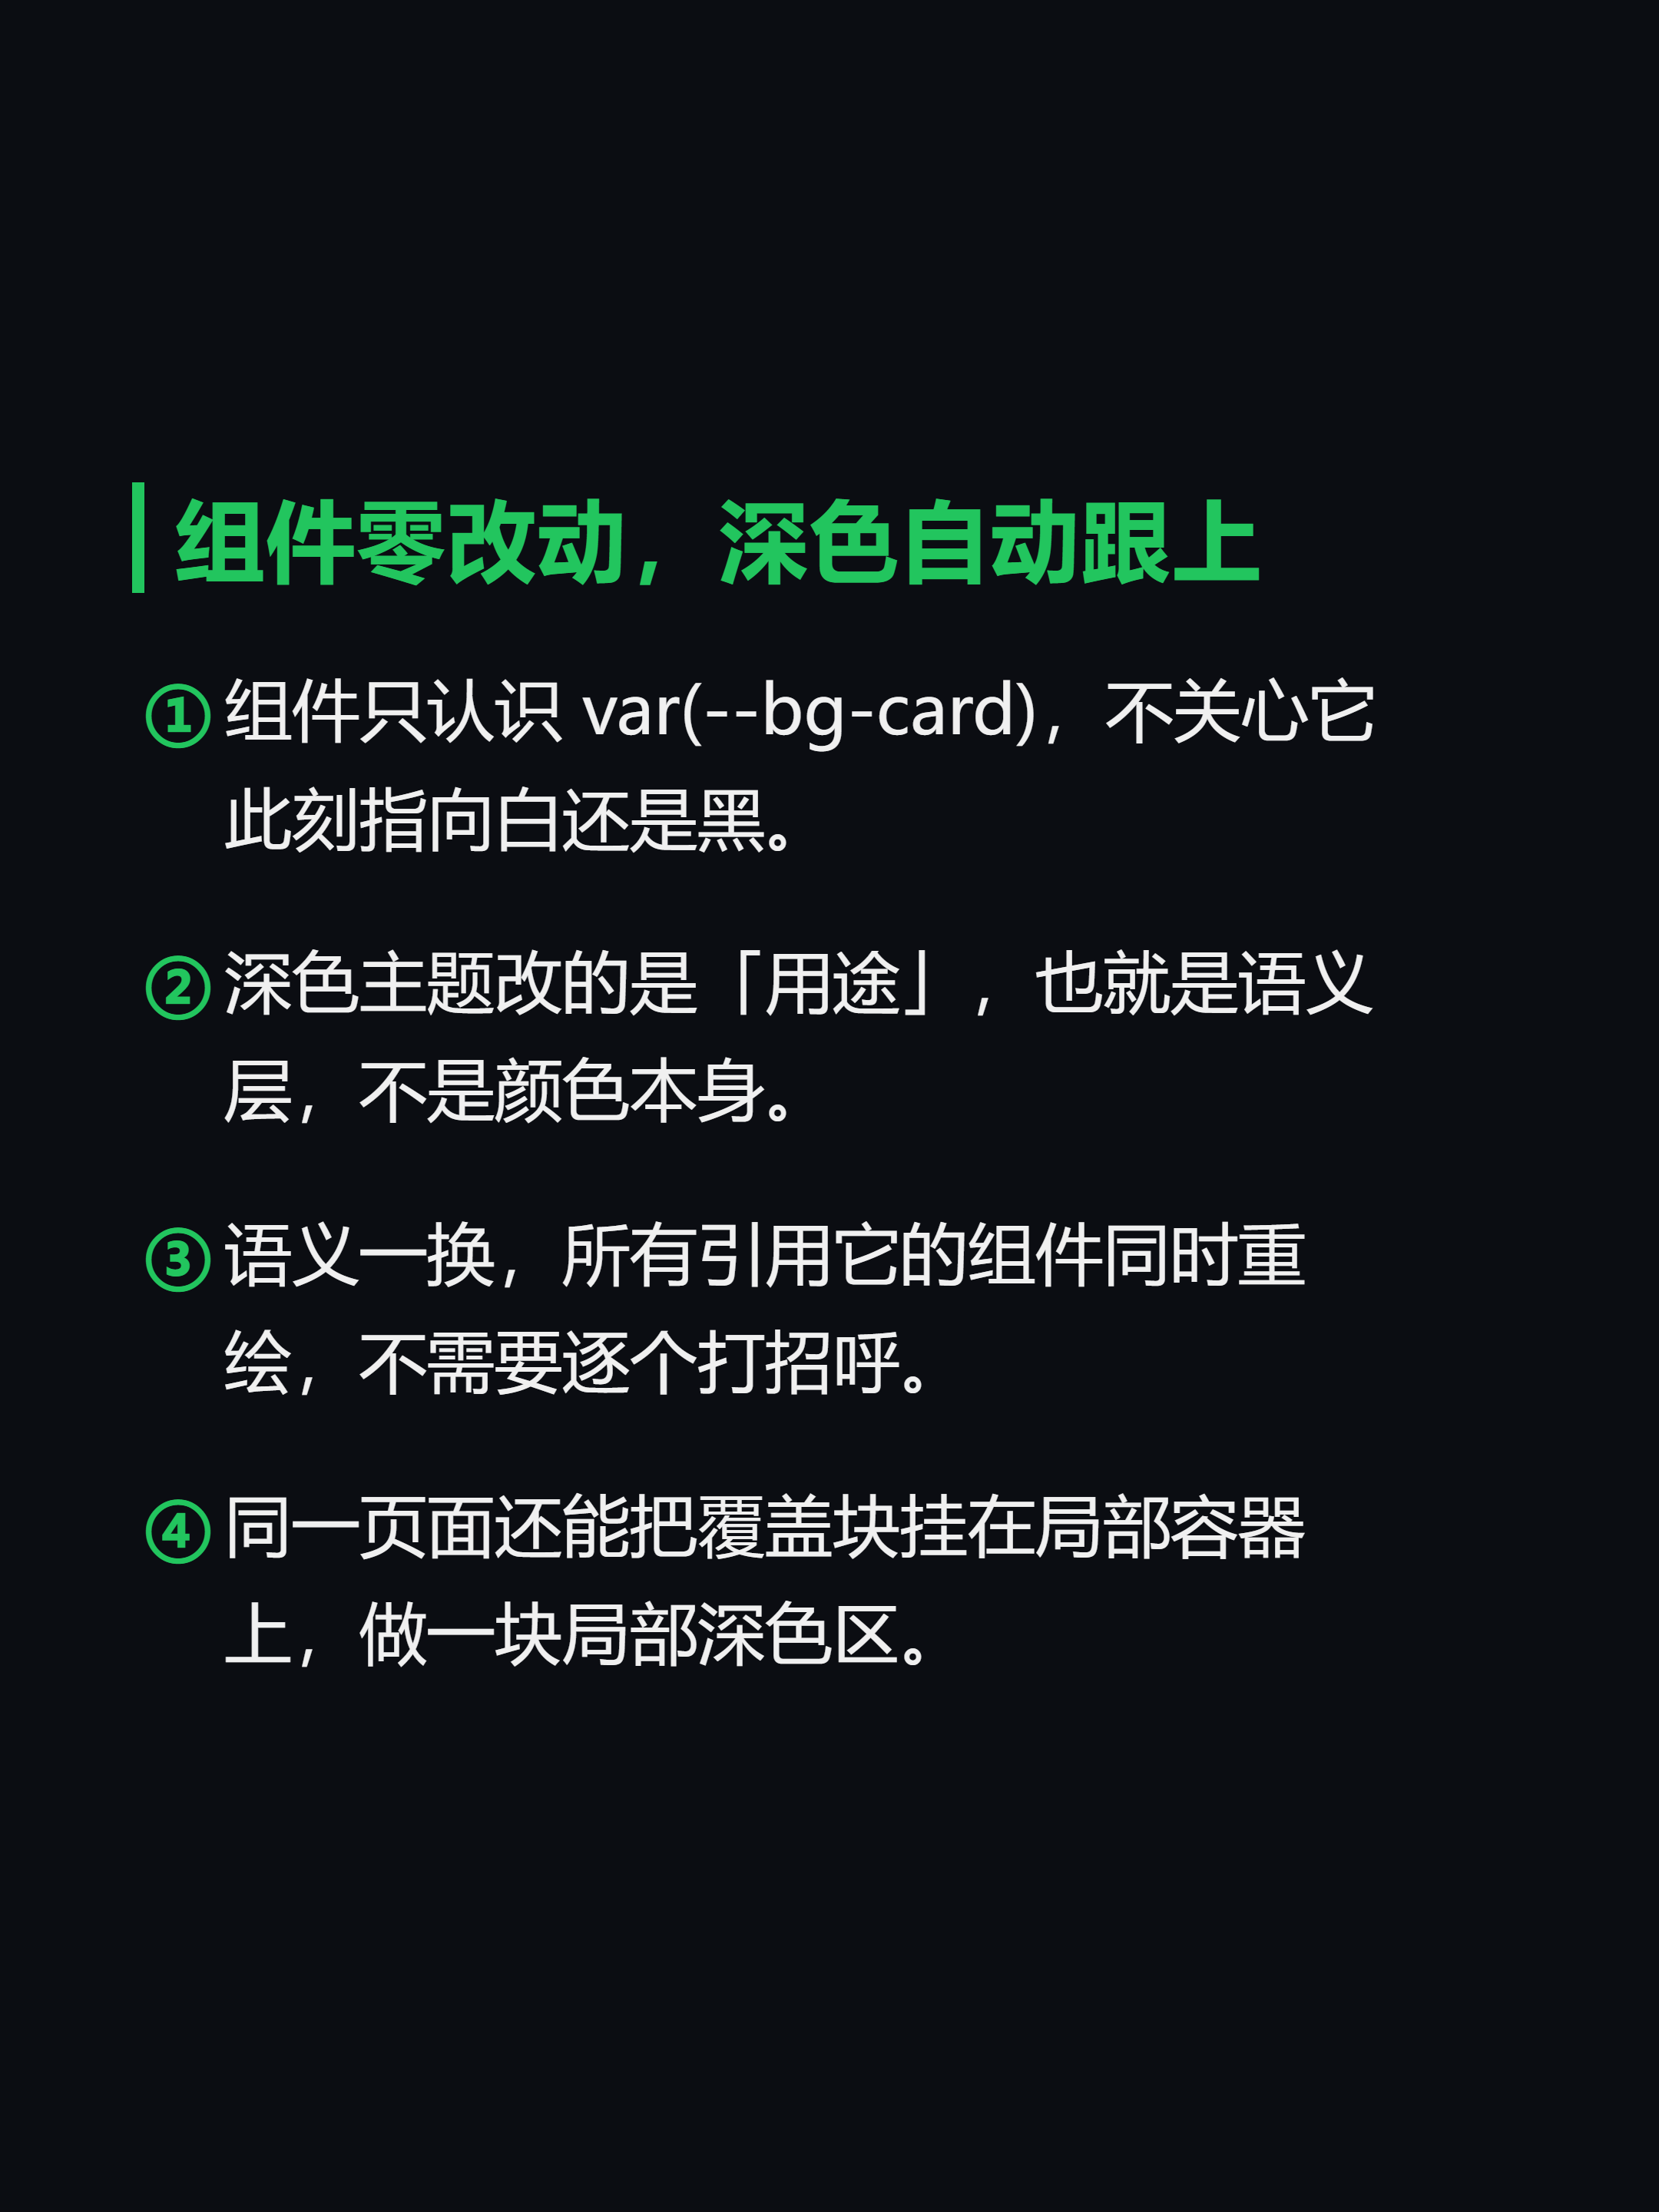 组件零改动，深色自动跟上
①组件只认识 var(--bg-card)，不关心它
此刻指向白还是黑。
②深色主题改的是「用途」，也就是语义
层，不是颜色本身。
③语义一换，所有引用它的组件同时重
绘，不需要逐个打招呼。
④同一页面还能把覆盖块挂在局部容器
上，做一块局部深色区。